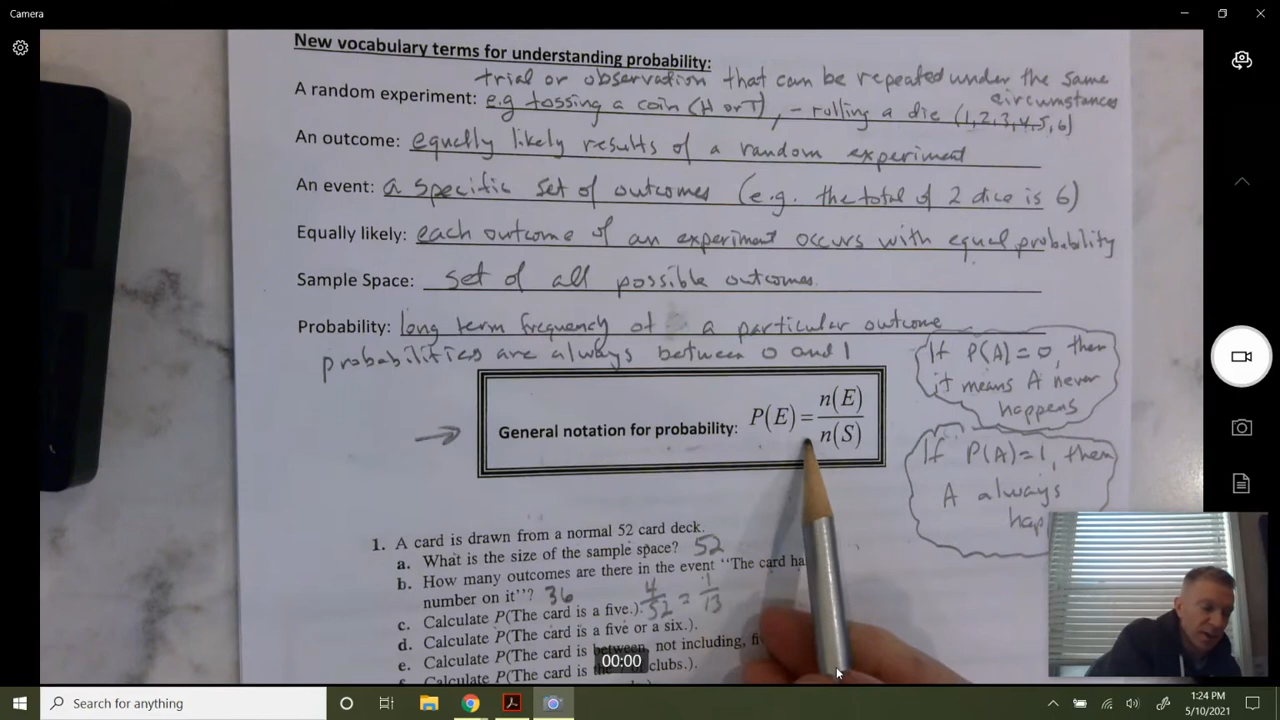 Camera
New vocabulary terms for understanding probability:
trial or observation that can be repeated under the same
circumstances
A random experiment: e.g tossing a coin (H or T), - rolling a die (1,2,3,4,5,6)
An outcome: equally likely results of a random experiment
An event: a specific set of outcomes (e.g. the total of 2 dice is 6)
Equally likely: each outcome of an experiment occurs with equal probability
Sample Space: set of all possible outcomes.
Probability: long term frequency of a particular outcome
probabilities are always between 0 and 1
If P(A)=0, then
it means A never
happens
General notation for probability: P(E) = n(E)/n(S)
If P(A)=1, then
A always
hap
1. A card is drawn from a normal 52 card deck.
a. What is the size of the sample space? 52
b. How many outcomes are there in the event "The card ha
number on it"? 36
c. Calculate P(The card is a five.). 4/52 = 1/13
d. Calculate P(The card is a five or a six.).
e. Calculate P(The card is between, not including, fi
f. Calculate P(The card is the 7 of clubs.).
00:00
Search for anything
1:24 PM
5/10/2021